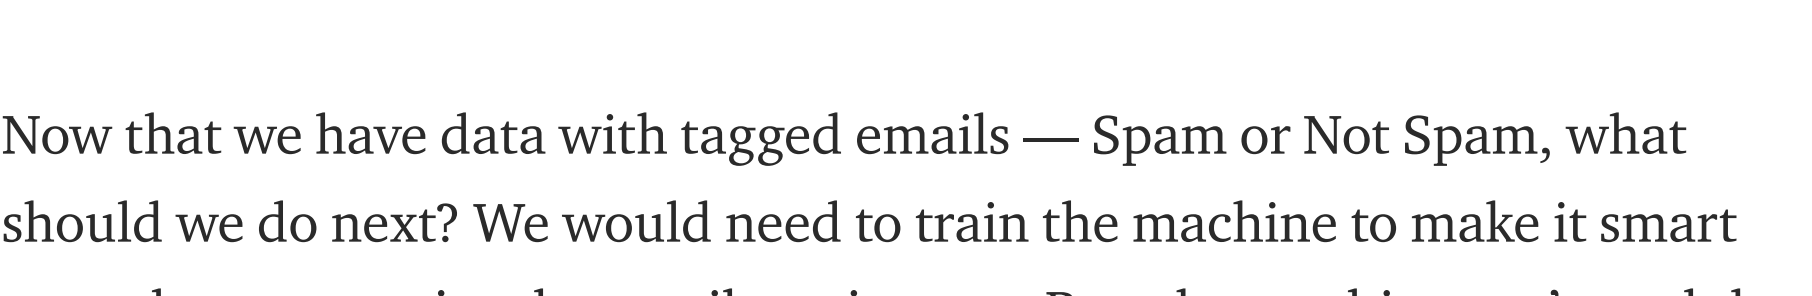 Now that we have data with tagged emails — Spam or Not Spam, what
should we do next? We would need to train the machine to make it smart